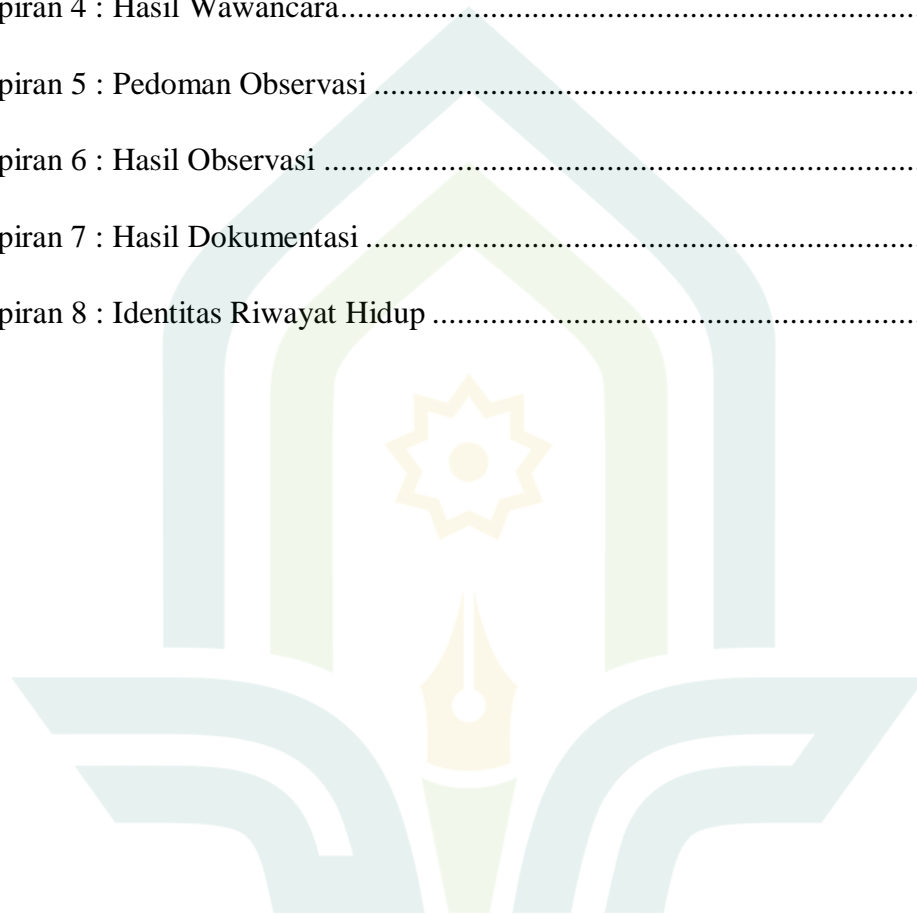 piran 4 : Hasil Wawancara................................................................................
piran 5 : Pedoman Observasi ............................................................................
piran 6 : Hasil Observasi ..................................................................................
piran 7 : Hasil Dokumentasi .............................................................................
piran 8 : Identitas Riwayat Hidup .....................................................................